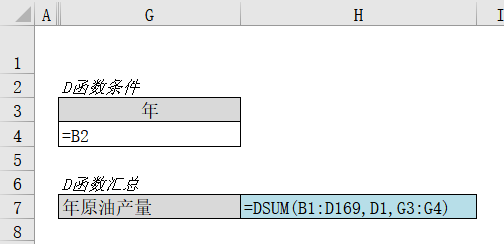 A G H I
1
2 D函数条件
3 年
4 =B2
5
6 D函数汇总
7 年原油产量 =DSUM(B1:D169,D1,G3:G4)
8